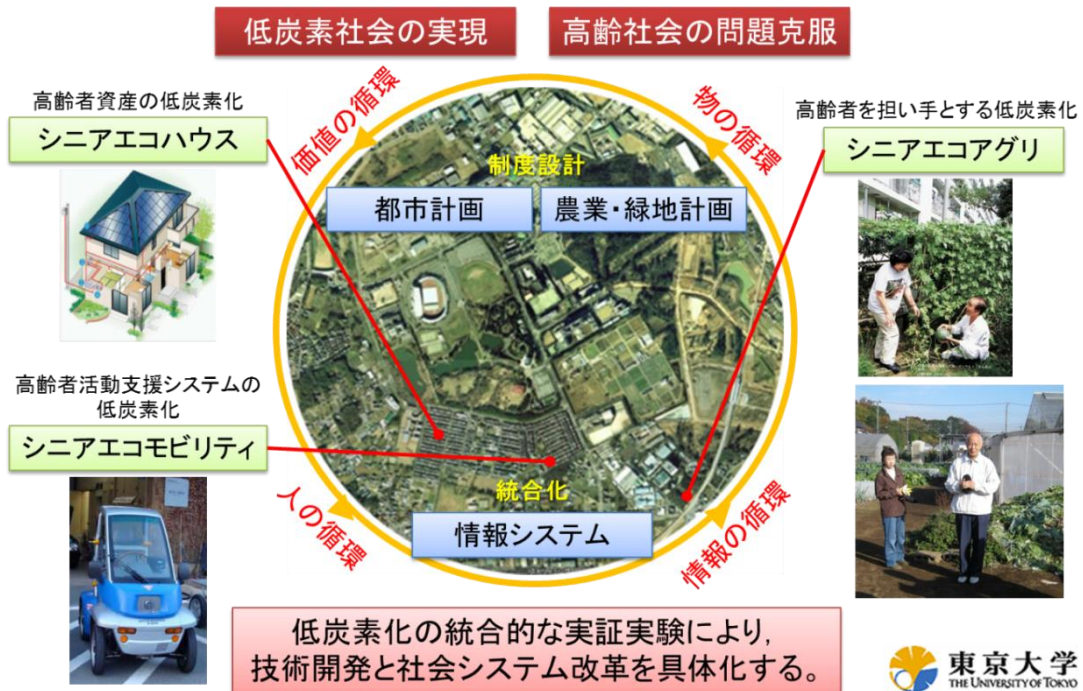 低炭素社会の実現
高齢社会の問題克服
高齢者資産の低炭素化
シニアエコハウス
価値の循環
物の循環
高齢者を担い手とする低炭素化
シニアエコアグリ
制度設計
都市計画
農業・緑地計画
高齢者活動支援システムの
低炭素化
シニアエコモビリティ
統合化
情報システム
人の循環
情報の循環
低炭素化の統合的な実証実験により，
技術開発と社会システム改革を具体化する。
東京大学
THE UNIVERSITY OF TOKYO